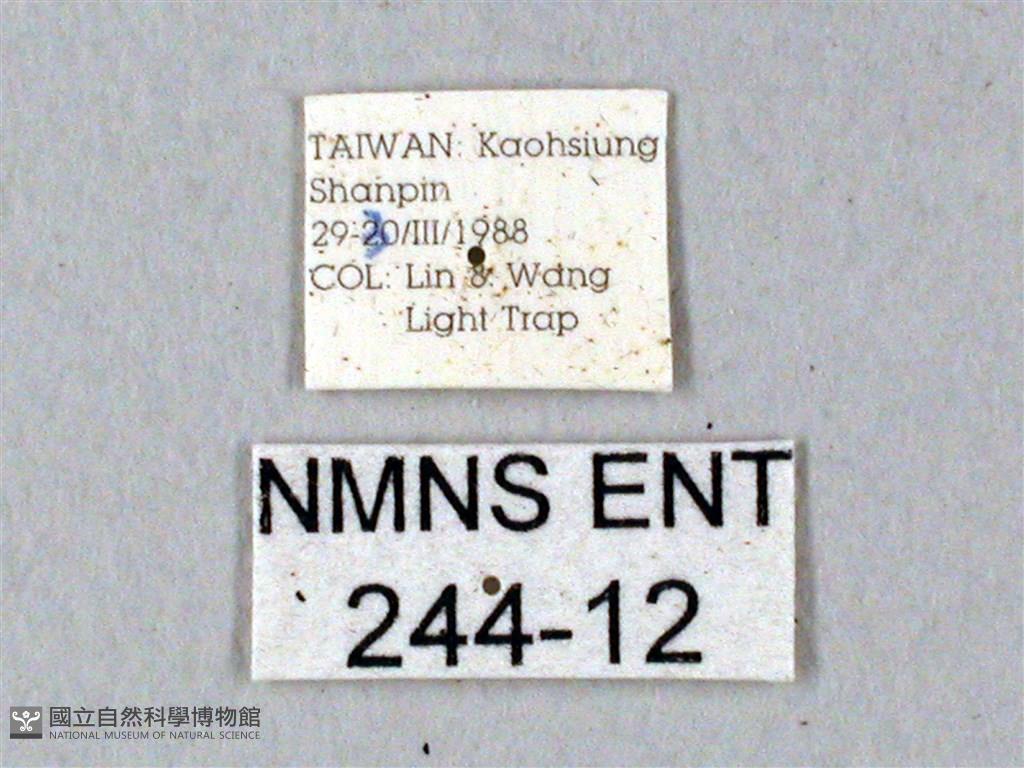 TAIWAN: Kaohsiung
Shanpin
29-30/III/1988
COL: Lin & Wang
Light Trap
NMNS ENT
244-12
國立自然科學博物館
NATIONAL MUSEUM OF NATURAL SCIENCE